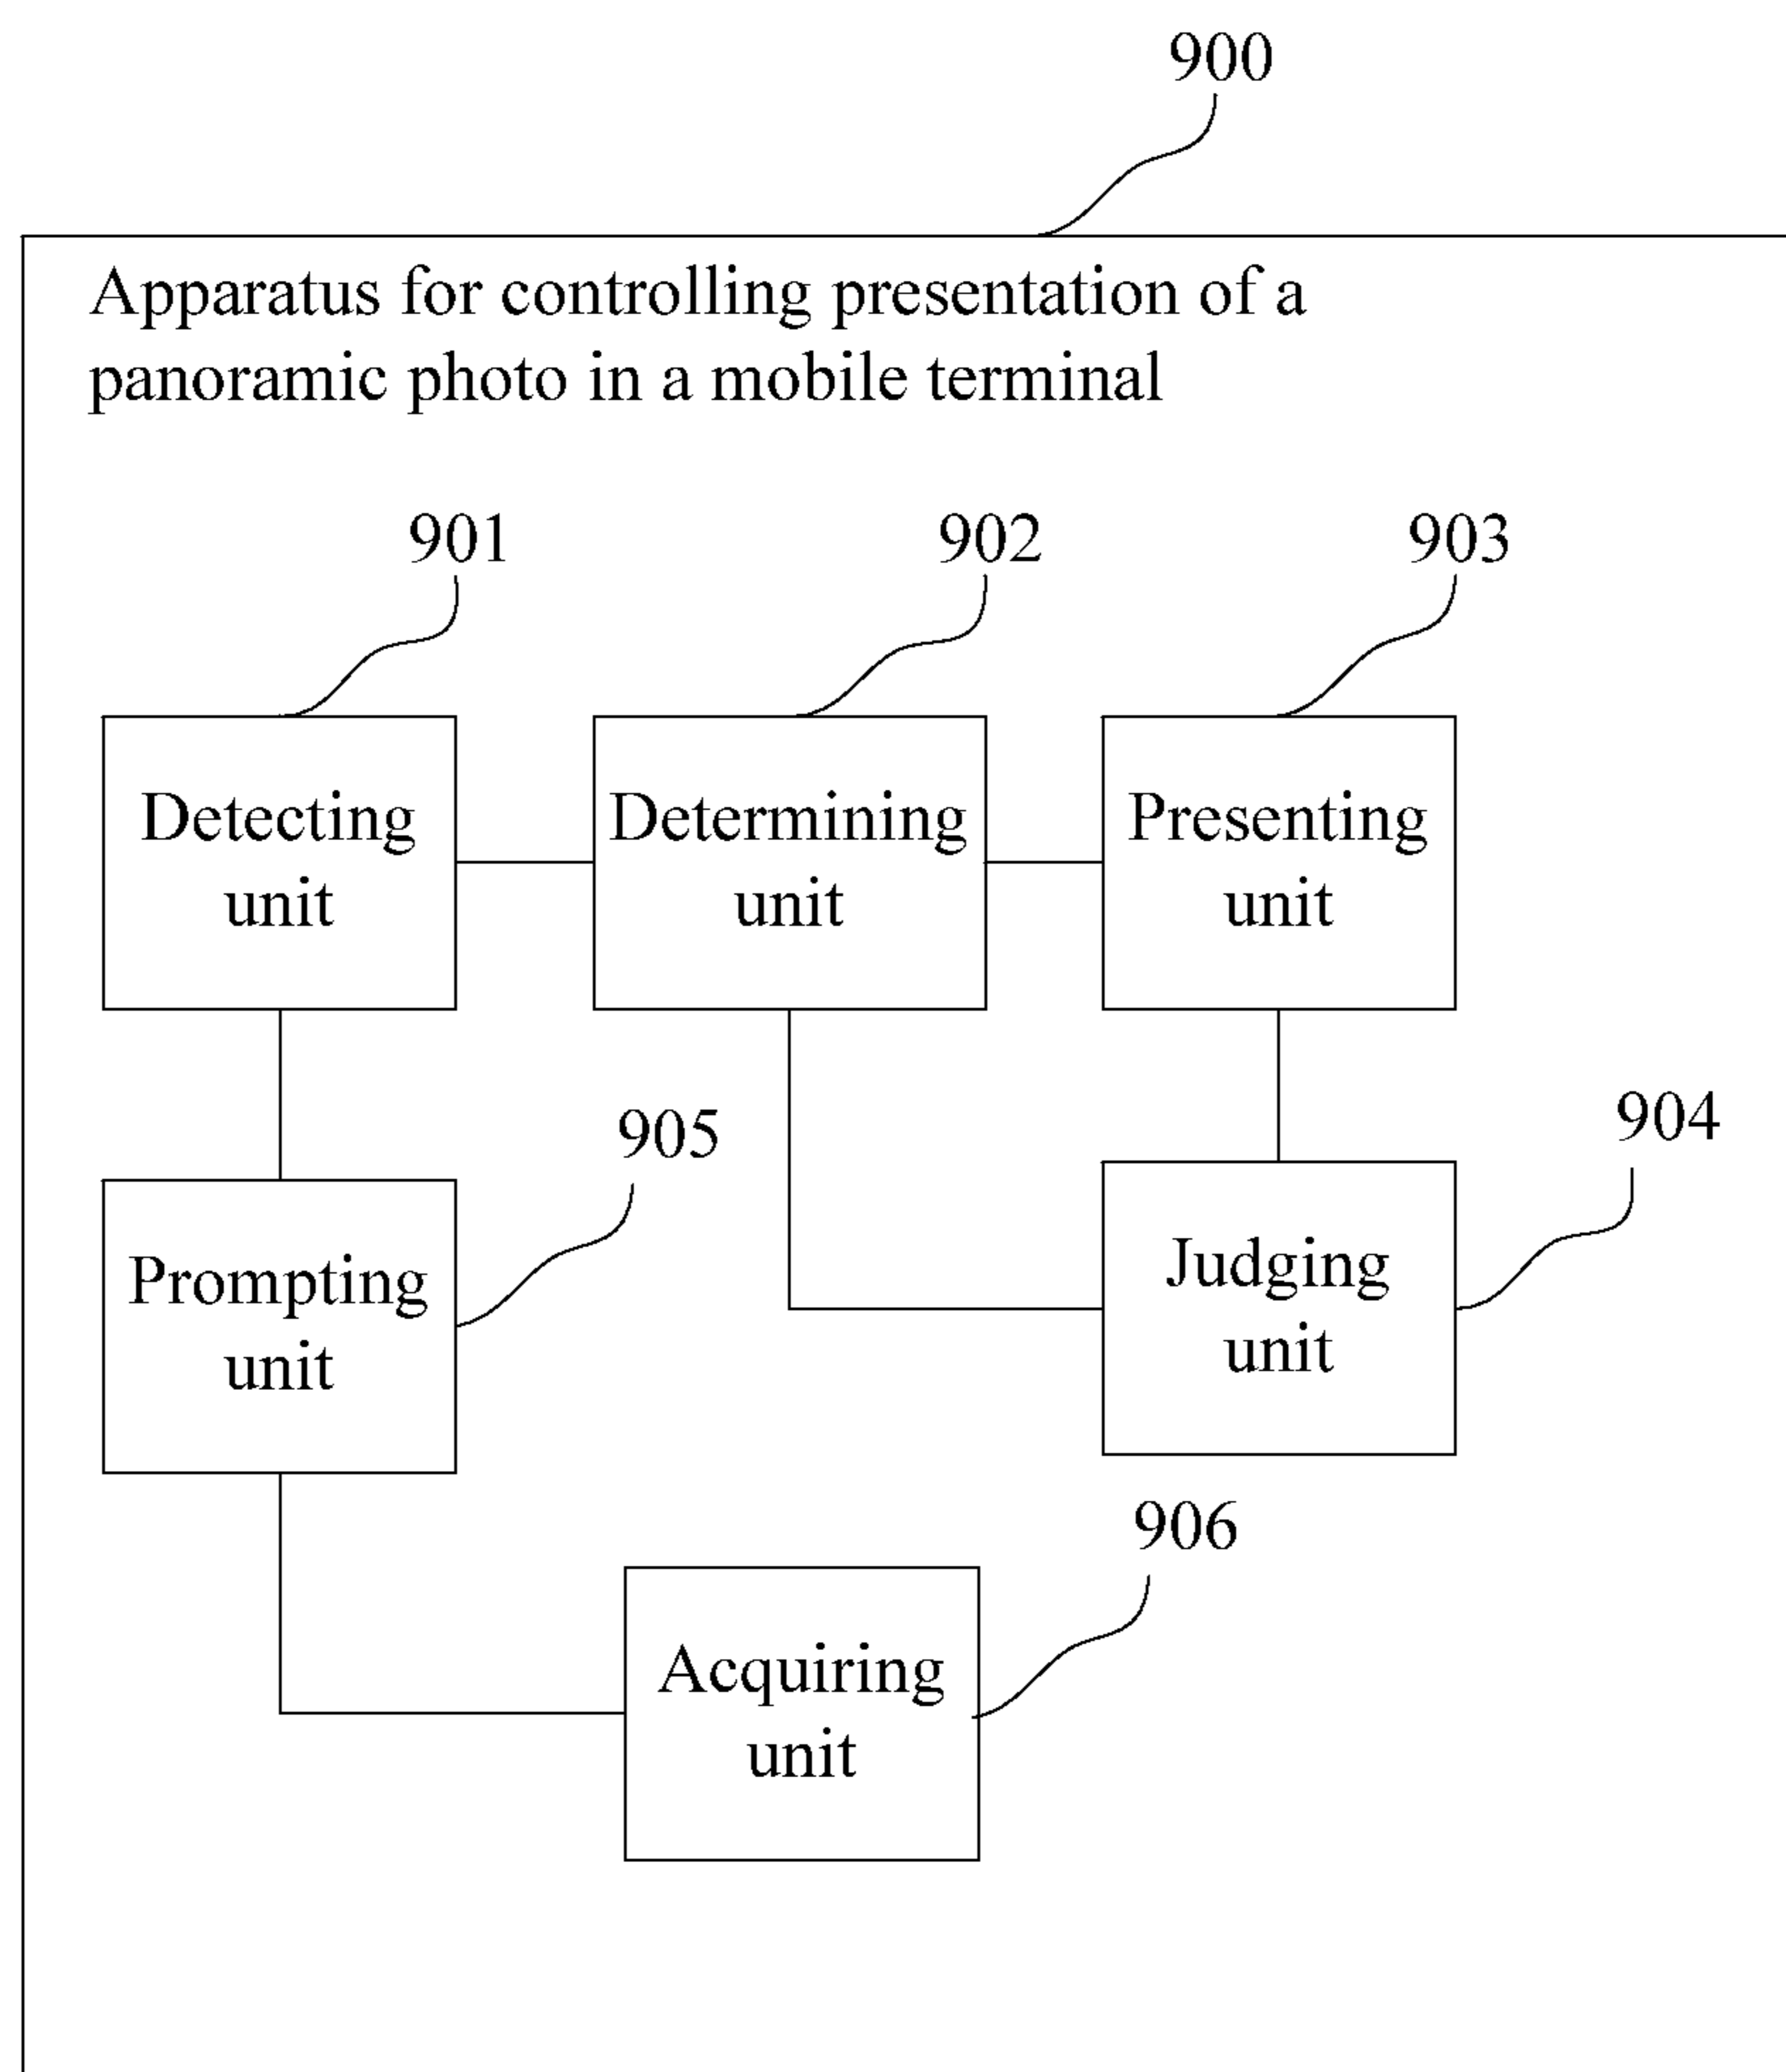 900
Apparatus for controlling presentation of a
panoramic photo in a mobile terminal
901
902
903
Detecting
unit
Determining
unit
Presenting
unit
905
904
Prompting
unit
Judging
unit
906
Acquiring
unit